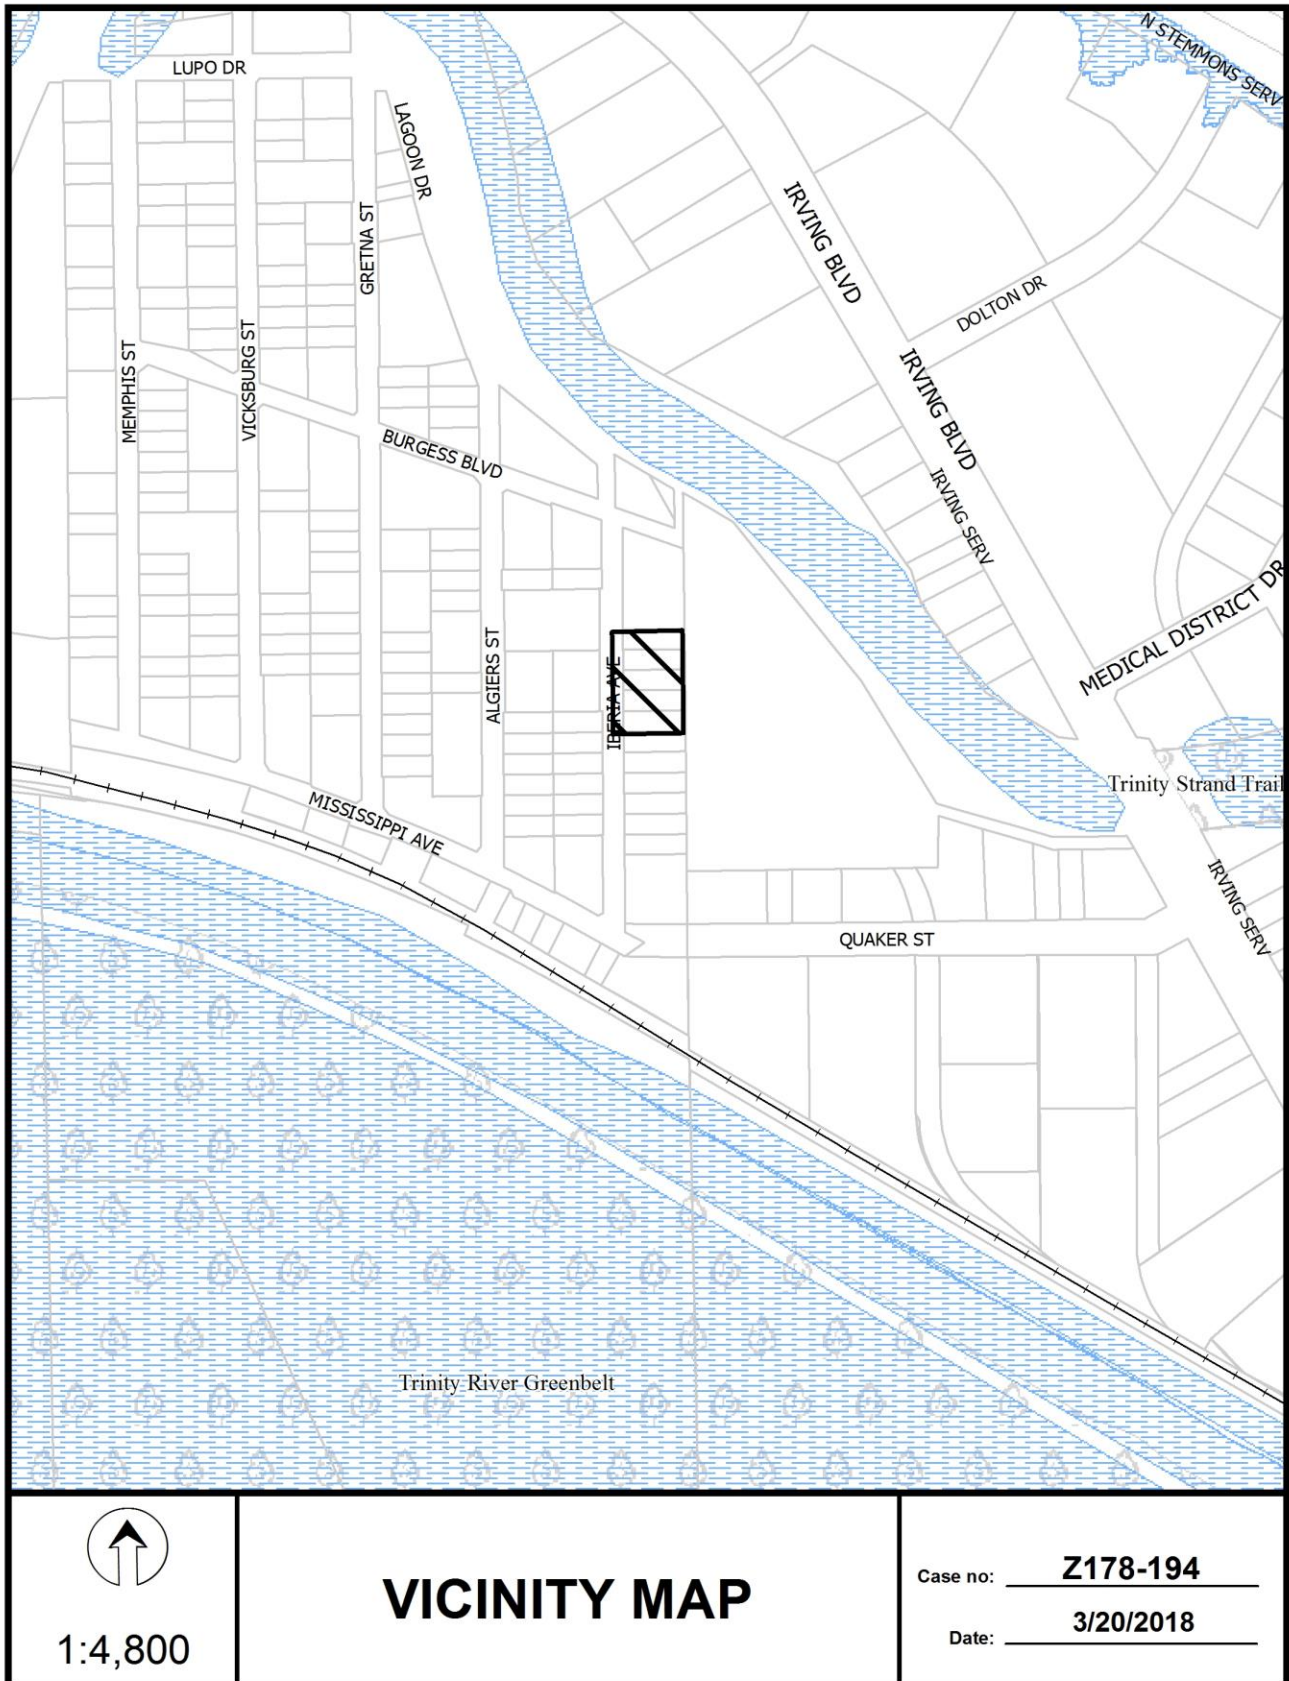 N STEMMONS SERV
LUPO DR
LAGOON DR
IRVING BLVD
GRETNA ST
DOLTON DR
MEMPHIS ST
VICKSBURG ST
IRVING BLVD
BURGESS BLVD
IRVING SERV
MEDICAL DISTRICT DR
ALGIERS ST
IBERIA AVE
Trinity Strand Trail
MISSISSIPPI AVE
IRVING SERV
QUAKER ST
Trinity River Greenbelt
1:4,800
VICINITY MAP
Case no: Z178-194
Date: 3/20/2018